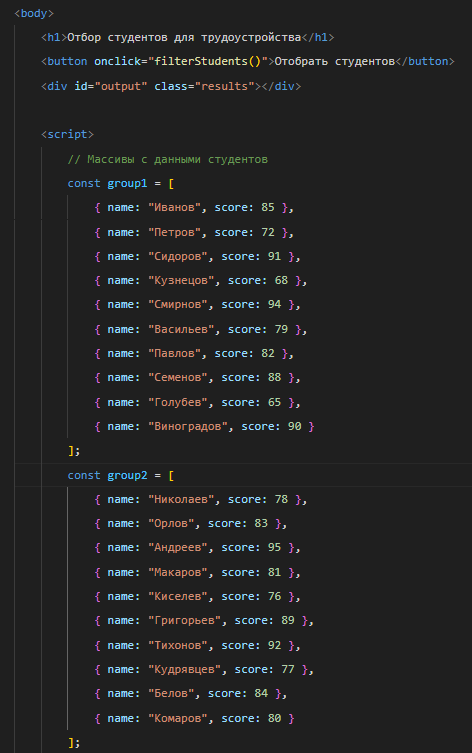 <body>
<h1>Отбор студентов для трудоустройства</h1>
<button onclick="filterStudents()">Отобрать студентов</button>
<div id="output" class="results"></div>
<script>
// Массивы с данными студентов
const group1 = [
{ name: "Иванов", score: 85 },
{ name: "Петров", score: 72 },
{ name: "Сидоров", score: 91 },
{ name: "Кузнецов", score: 68 },
{ name: "Смирнов", score: 94 },
{ name: "Васильев", score: 79 },
{ name: "Павлов", score: 82 },
{ name: "Семенов", score: 88 },
{ name: "Голубев", score: 65 },
{ name: "Виноградов", score: 90 }
];
const group2 = [
{ name: "Николаев", score: 78 },
{ name: "Орлов", score: 83 },
{ name: "Андреев", score: 95 },
{ name: "Макаров", score: 81 },
{ name: "Киселев", score: 76 },
{ name: "Григорьев", score: 89 },
{ name: "Тихонов", score: 92 },
{ name: "Кудрявцев", score: 77 },
{ name: "Белов", score: 84 },
{ name: "Комаров", score: 80 }
];